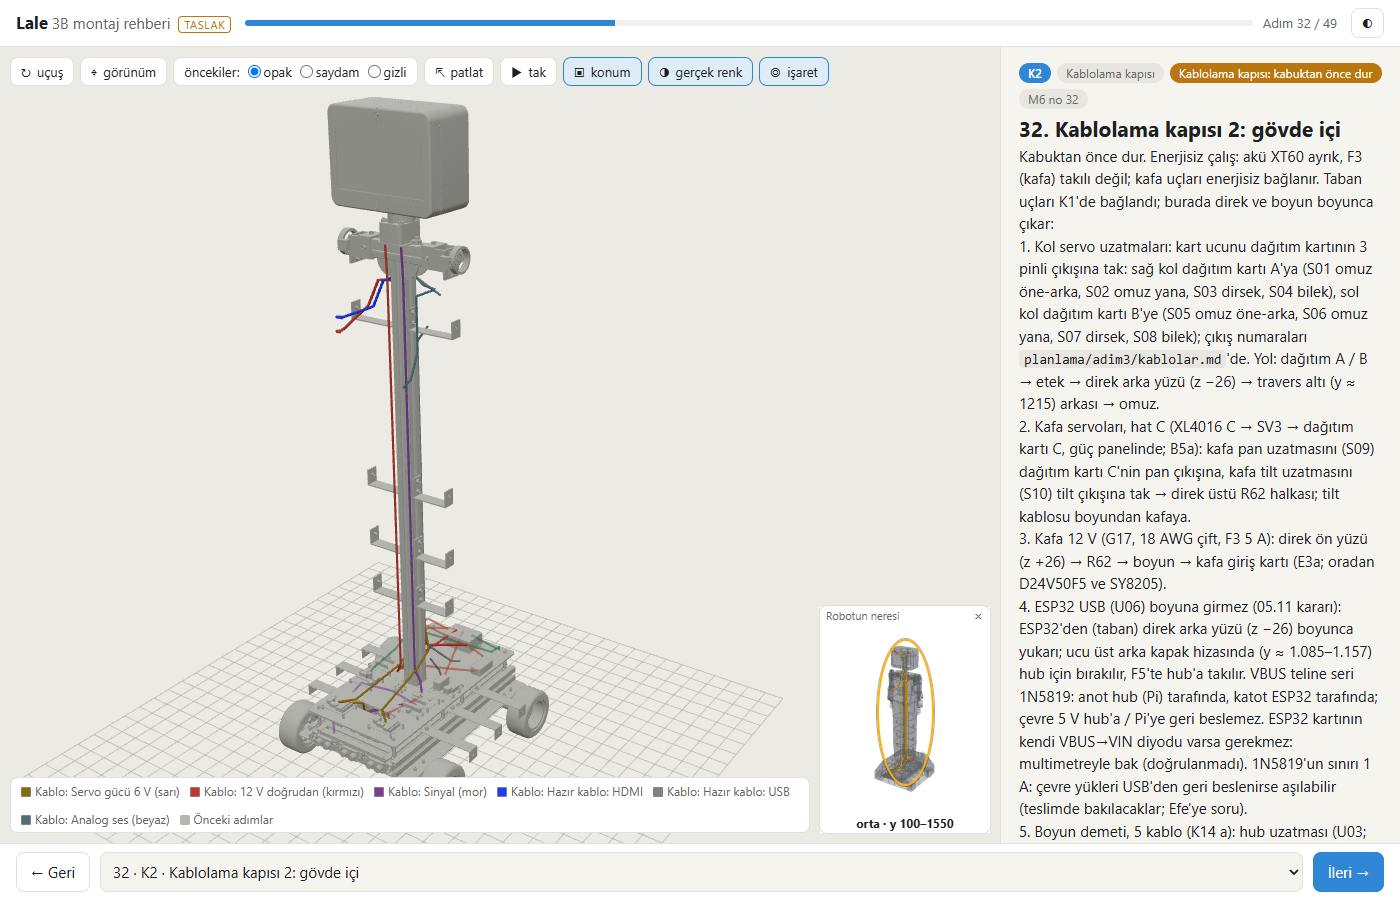 Lale 3B montaj rehberi TASLAK
Adım 32 / 49
↻ uçuş
⌖ görünüm
öncekiler: opak saydam gizli
⇱ patlat
▶ tak
▣ konum
◑ gerçek renk
◎ işaret
K2
Kablolama kapısı
Kablolama kapısı: kabuktan önce dur
M6 no 32
32. Kablolama kapısı 2: gövde içi
Kabuktan önce dur. Enerjisiz çalış: akü XT60 ayrık, F3
(kafa) takılı değil; kafa uçları enerjisiz bağlanır. Taban
uçları K1'de bağlandı; burada direk ve boyun boyunca
çıkar:
1. Kol servo uzatmaları: kart ucunu dağıtım kartının 3
pinli çıkışına tak: sağ kol dağıtım kartı A'ya (S01 omuz
öne-arka, S02 omuz yana, S03 dirsek, S04 bilek), sol
kol dağıtım kartı B'ye (S05 omuz öne-arka, S06 omuz
yana, S07 dirsek, S08 bilek); çıkış numaraları
planlama/adim3/kablolar.md 'de. Yol: dağıtım A / B
→ etek → direk arka yüzü (z −26) → travers altı (y ≈
1215) arkası → omuz.
2. Kafa servoları, hat C (XL4016 C → SV3 → dağıtım
kartı C, güç panelinde; B5a): kafa pan uzatmasını (S09)
dağıtım kartı C'nin pan çıkışına, kafa tilt uzatmasını
(S10) tilt çıkışına tak → direk üstü R62 halkası; tilt
kablosu boyundan kafaya.
3. Kafa 12 V (G17, 18 AWG çift, F3 5 A): direk ön yüzü
(z +26) → R62 → boyun → kafa giriş kartı (E3a; oradan
D24V50F5 ve SY8205).
4. ESP32 USB (U06) boyuna girmez (05.11 kararı):
ESP32'den (taban) direk arka yüzü (z −26) boyunca
yukarı; ucu üst arka kapak hizasında (y ≈ 1.085–1.157)
hub için bırakılır, F5'te hub'a takılır. VBUS teline seri
1N5819: anot hub (Pi) tarafında, katot ESP32 tarafında;
çevre 5 V hub'a / Pi'ye geri beslemez. ESP32 kartının
kendi VBUS→VIN diyodu varsa gerekmez:
multimetreyle bak (doğrulanmadı). 1N5819'un sınırı 1
A: çevre yükleri USB'den geri beslenirse aşılabilir
(teslimde bakılacaklar; Efe'ye soru).
5. Boyun demeti, 5 kablo (K14 a): hub uzatması (U03;
Robotun neresi ×
orta · y 100–1550
Kablo: Servo gücü 6 V (sarı)
Kablo: 12 V doğrudan (kırmızı)
Kablo: Sinyal (mor)
Kablo: Hazır kablo: HDMI
Kablo: Hazır kablo: USB
Kablo: Analog ses (beyaz)
Önceki adımlar
← Geri
32 · K2 · Kablolama kapısı 2: gövde içi
İleri →